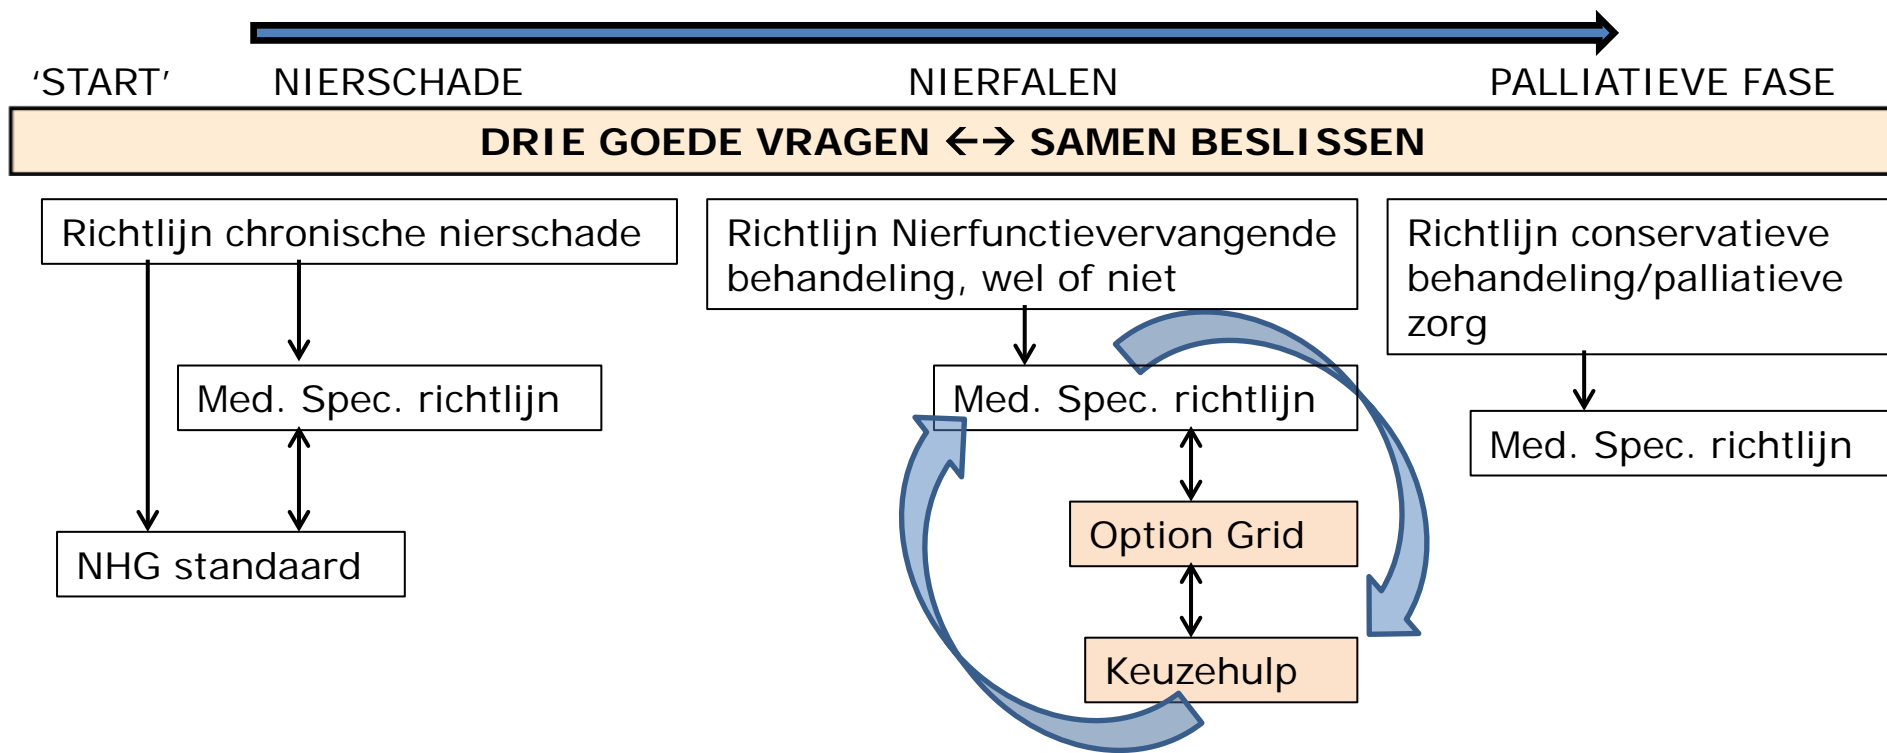 'START' NIERSCHADE NIERFALEN PALLIATIEVE FASE
DRIE GOEDE VRAGEN ←→ SAMEN BESLISSEN
Richtlijn chronische nierschade
Med. Spec. richtlijn
NHG standaard
Richtlijn Nierfunctievervangende
behandeling, wel of niet
Med. Spec. richtlijn
Option Grid
Keuzehulp
Richtlijn conservatieve
behandeling/palliatieve
zorg
Med. Spec. richtlijn